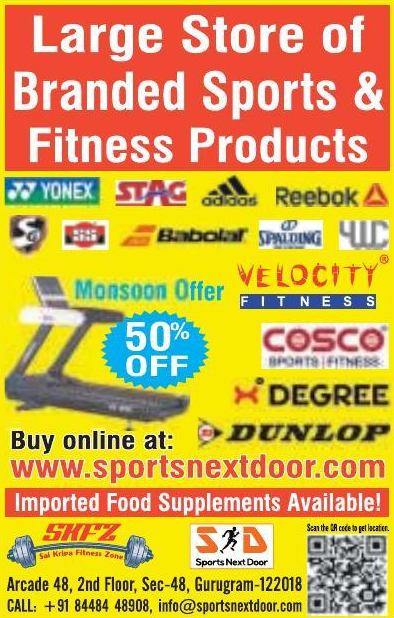 Large Store of
Branded Sports &
Fitness Products
YONEX STAG adidas Reebok
SG SS Babolat SPALDING
VELOCITY®
FITNESS
Monsoon Offer
50%
OFF
COSCO
SPORTS | FITNESS
DEGREE
DUNLOP
Buy online at:
www.sportsnextdoor.com
Imported Food Supplements Available!
SKFZ
Sai Kripa Fitness Zone
SD
Sports Next Door
Scan the QR code to get location.
Arcade 48, 2nd Floor, Sec-48, Gurugram-122018
CALL: +91 84484 48908, info@sportsnextdoor.com